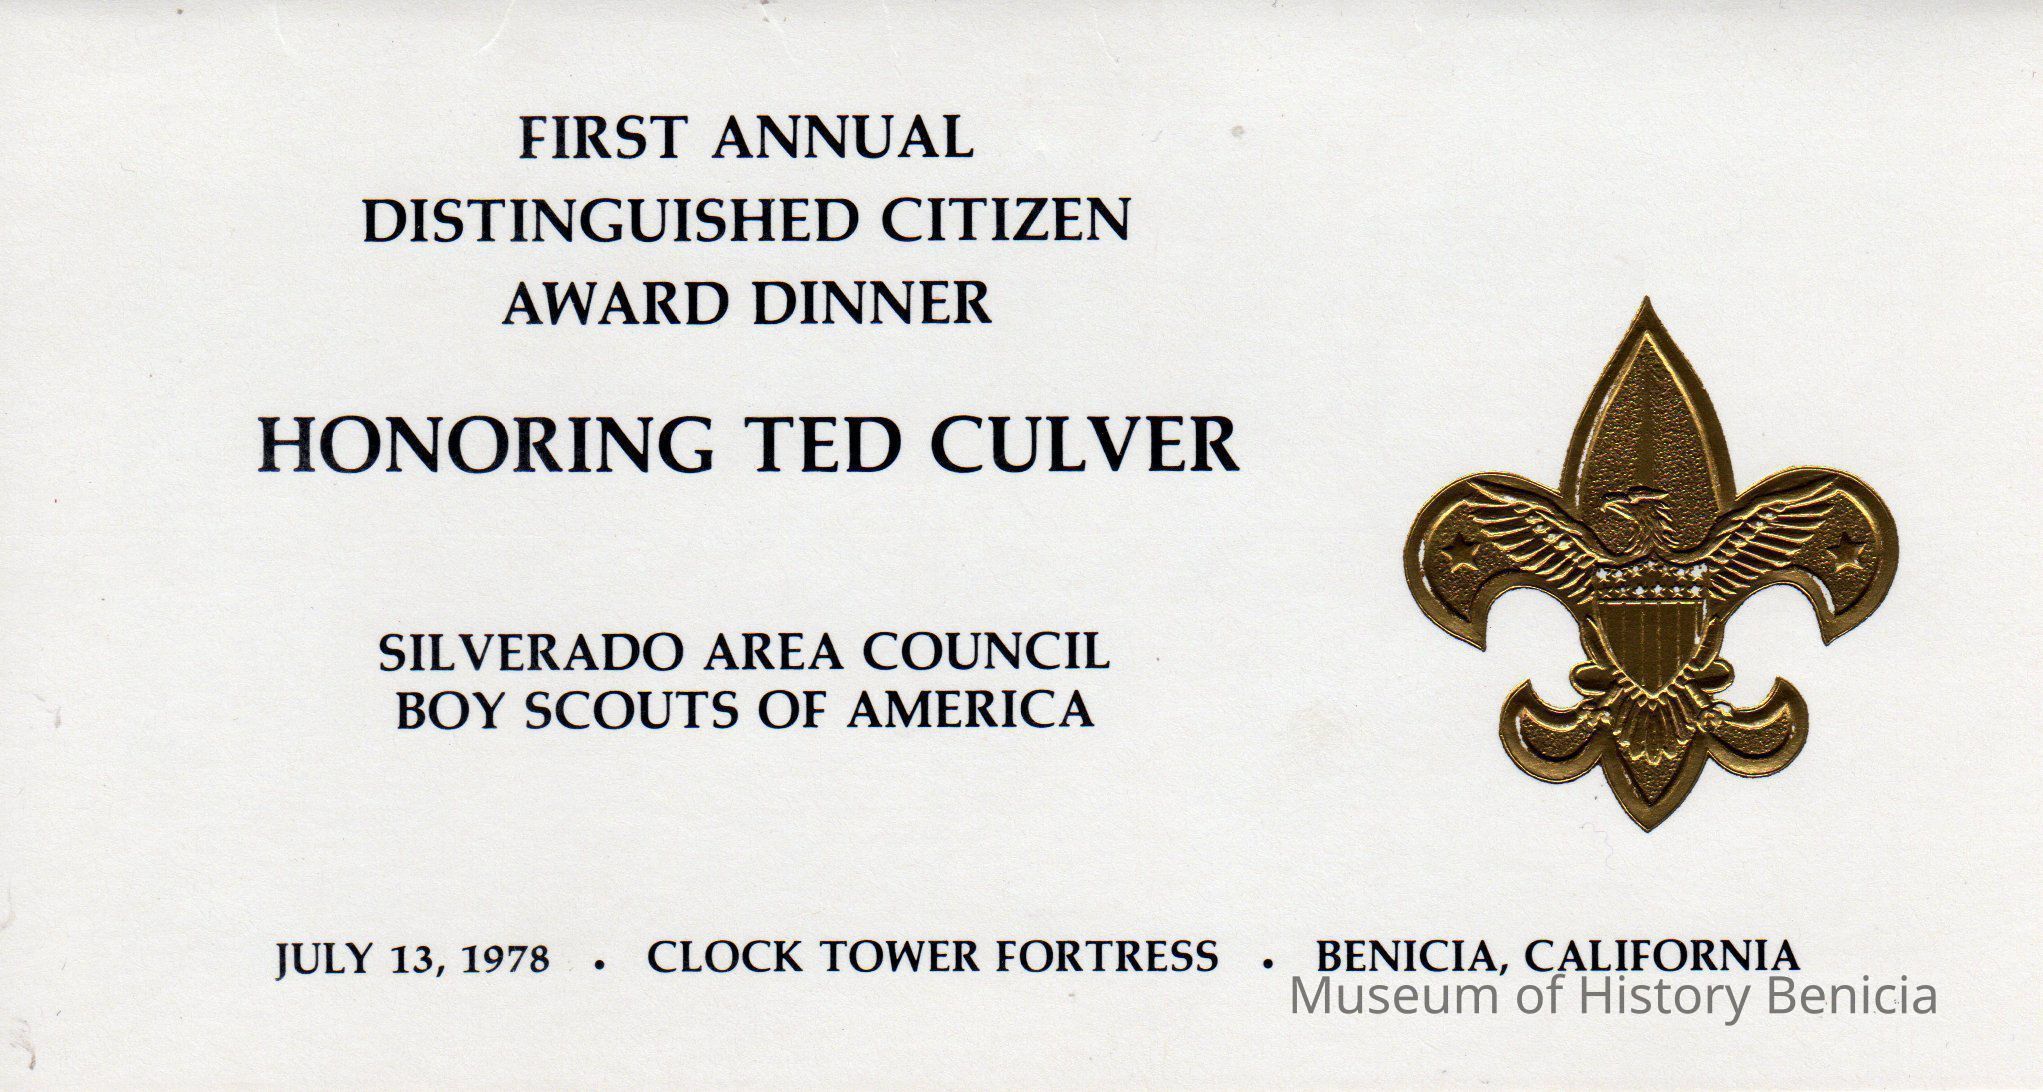 FIRST ANNUAL
DISTINGUISHED CITIZEN
AWARD DINNER
HONORING TED CULVER
SILVERADO AREA COUNCIL
BOY SCOUTS OF AMERICA
JULY 13, 1978 • CLOCK TOWER FORTRESS • BENICIA, CALIFORNIA
Museum of History Benicia